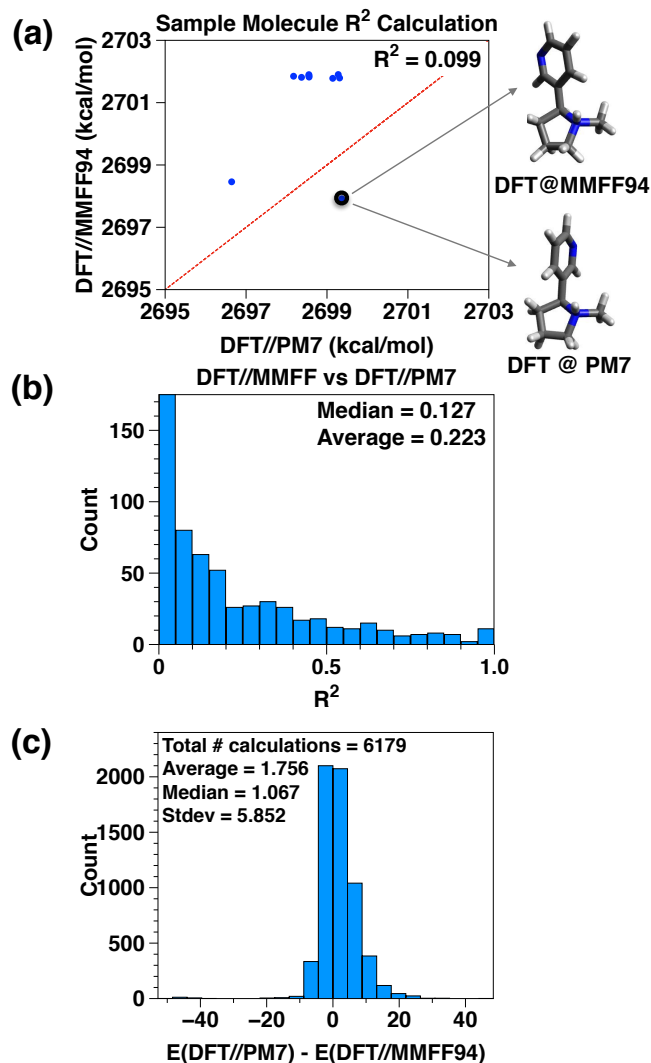 (a)
Sample Molecule R² Calculation
R² = 0.099
DFT//MMFF94 (kcal/mol)
2703
2701
2699
2697
2695
2695 2697 2699 2701 2703
DFT//PM7 (kcal/mol)
DFT@MMFF94
DFT @ PM7
(b)
DFT//MMFF vs DFT//PM7
Median = 0.127
Average = 0.223
Count
150
100
50
0
0 0.5 1.0
R²
(c)
Total # calculations = 6179
Average = 1.756
Median = 1.067
Stdev = 5.852
Count
2000
1500
1000
500
0
−40 −20 0 20 40
E(DFT//PM7) - E(DFT//MMFF94)